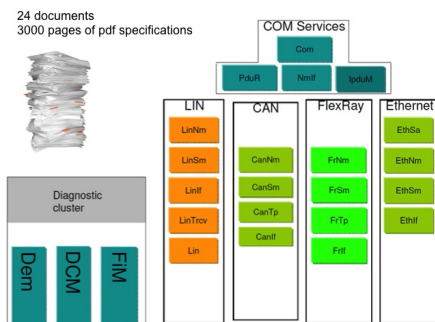 24 documents
3000 pages of pdf specifications
COM Services
Com
PduR
NmIf
IpduM
LIN
LinNm
LinSm
LinIf
LinTrcv
Lin
CAN
CanNm
CanSm
CanTp
CanIf
FlexRay
FrNm
FrSm
FrTp
FrIf
Ethernet
EthSa
EthNm
EthSm
EthIf
Diagnostic
cluster
Dem
DCM
FiM